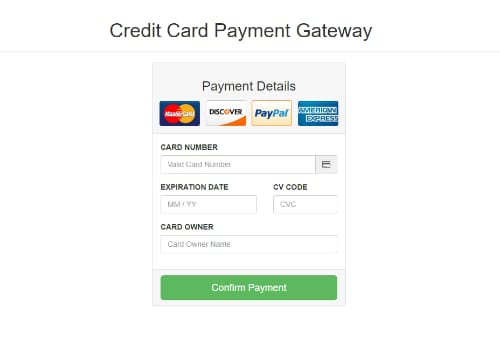 Credit Card Payment Gateway
Payment Details
MasterCard DISCOVER PayPal AMERICAN EXPRESS
CARD NUMBER
Valid Card Number
EXPIRATION DATE CV CODE
MM / YY CVC
CARD OWNER
Card Owner Name
Confirm Payment